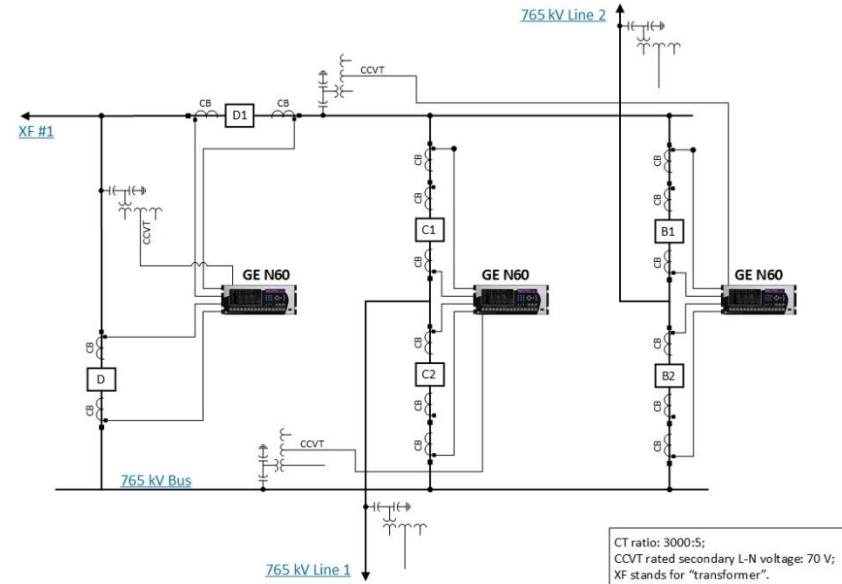 765 kV Line 2
CCVT
CB
D1
CB
XF #1
CB
CB
CB
CB
CCVT
C1
B1
GE N60
CB
GE N60
CB
GE N60
CB
CB
CB
D
C2
B2
CB
CB
CB
CB
CB
CCVT
765 kV Bus
765 kV Line 1
CT ratio: 3000:5;
CCVT rated secondary L-N voltage: 70 V;
XF stands for “transformer”.